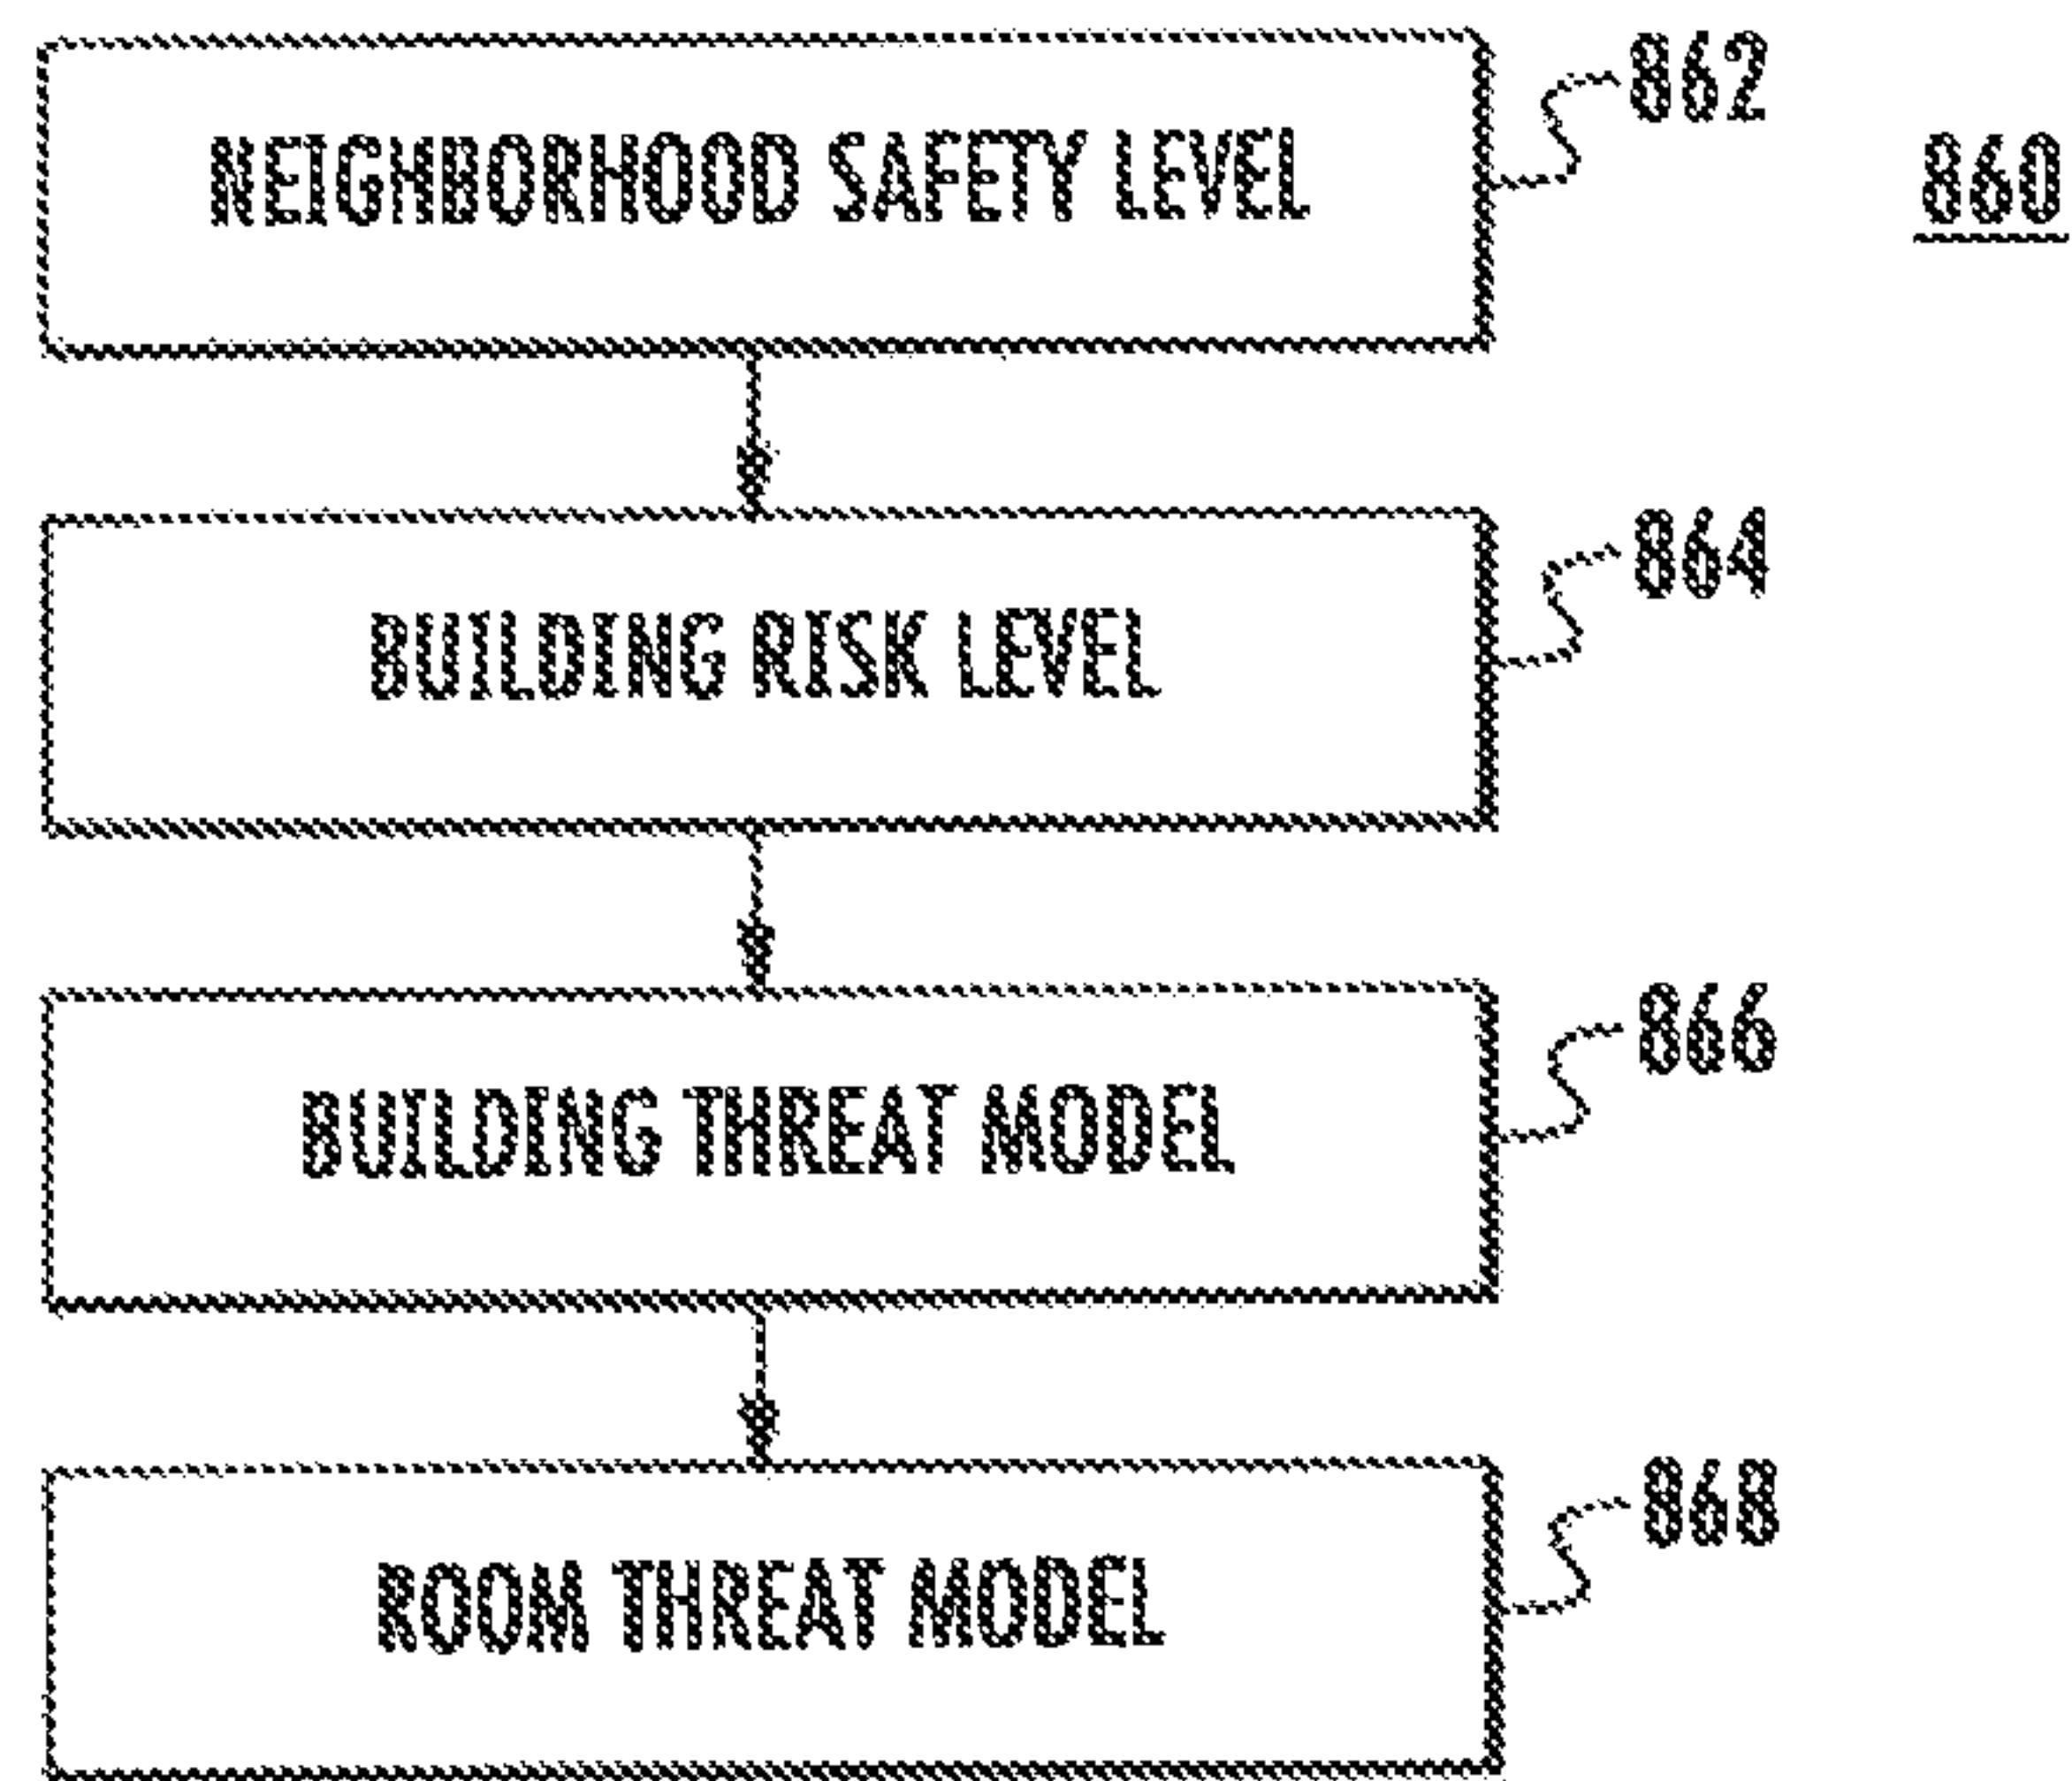 NEIGHBORHOOD SAFETY LEVEL
862
860
BUILDING RISK LEVEL
864
BUILDING THREAT MODEL
866
ROOM THREAT MODEL
868